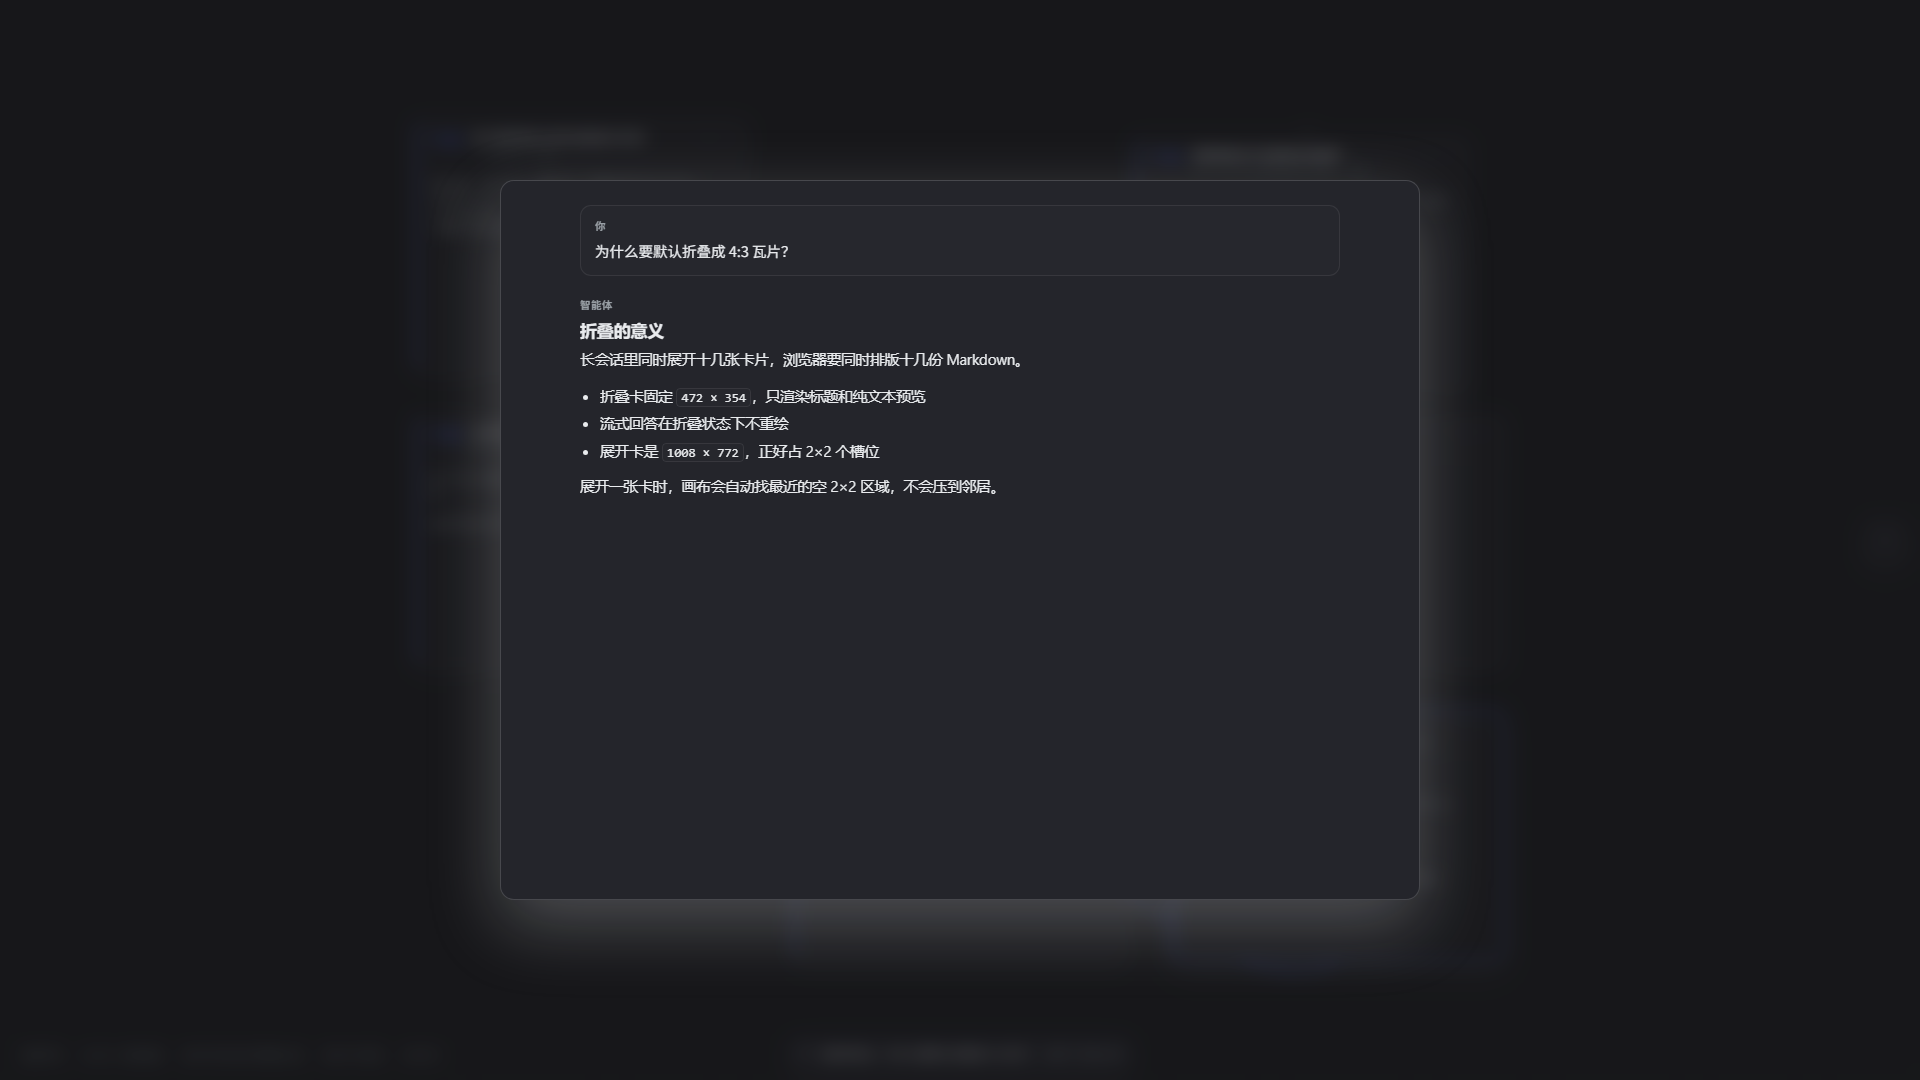 你
为什么要默认折叠成 4:3 瓦片？
智能体
折叠的意义
长会话里同时展开十几张卡片，浏览器要同时排版十几份 Markdown。
• 折叠卡固定 472 × 354，只渲染标题和纯文本预览
• 流式回答在折叠状态下不重绘
• 展开卡是 1008 × 772，正好占 2×2 个槽位
展开一张卡时，画布会自动找最近的空 2×2 区域，不会压到邻居。